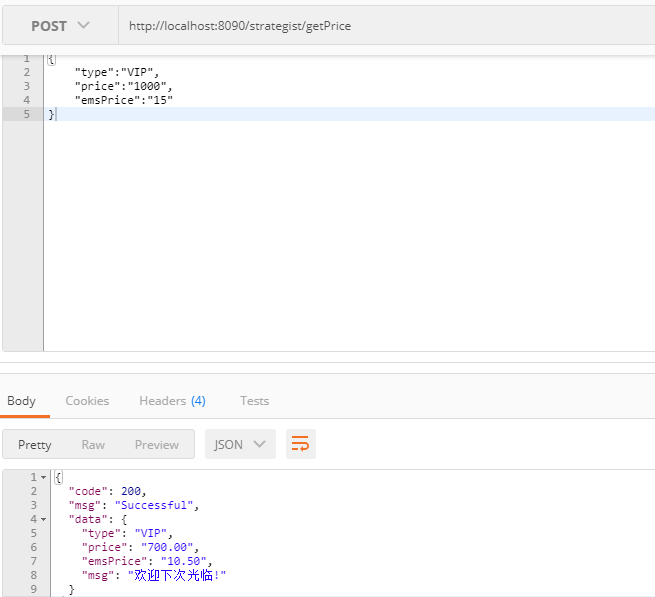 POST http://localhost:8090/strategist/getPrice
1 {
2 "type":"VIP",
3 "price":"1000",
4 "emsPrice":"15"
5 }
Body Cookies Headers (4) Tests
Pretty Raw Preview JSON
1 {
2 "code": 200,
3 "msg": "Successful",
4 "data": {
5 "type": "VIP",
6 "price": "700.00",
7 "emsPrice": "10.50",
8 "msg": "欢迎下次光临!"
9 }